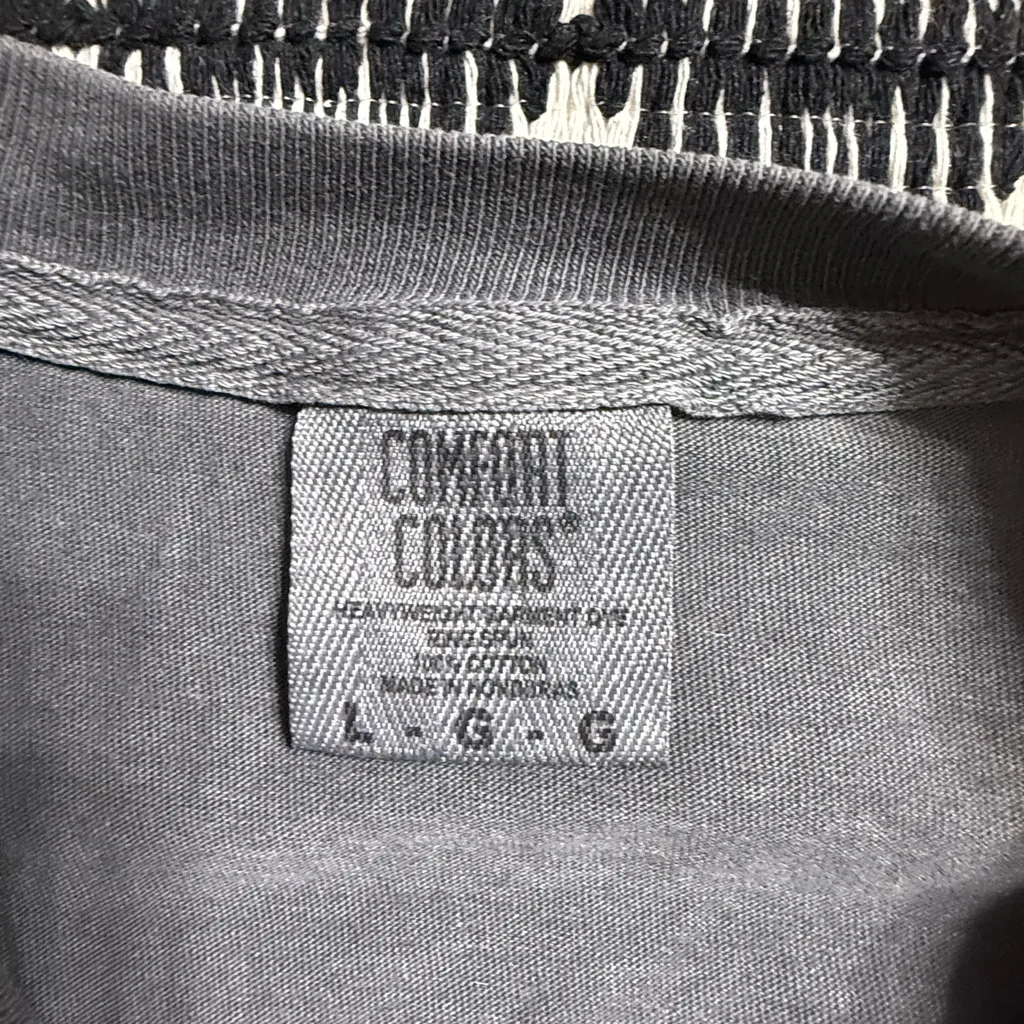 COMFORT
COLORS®
HEAVYWEIGHT GARMENT DYE
RING SPUN
100% COTTON
MADE IN HONDURAS
L - G - G